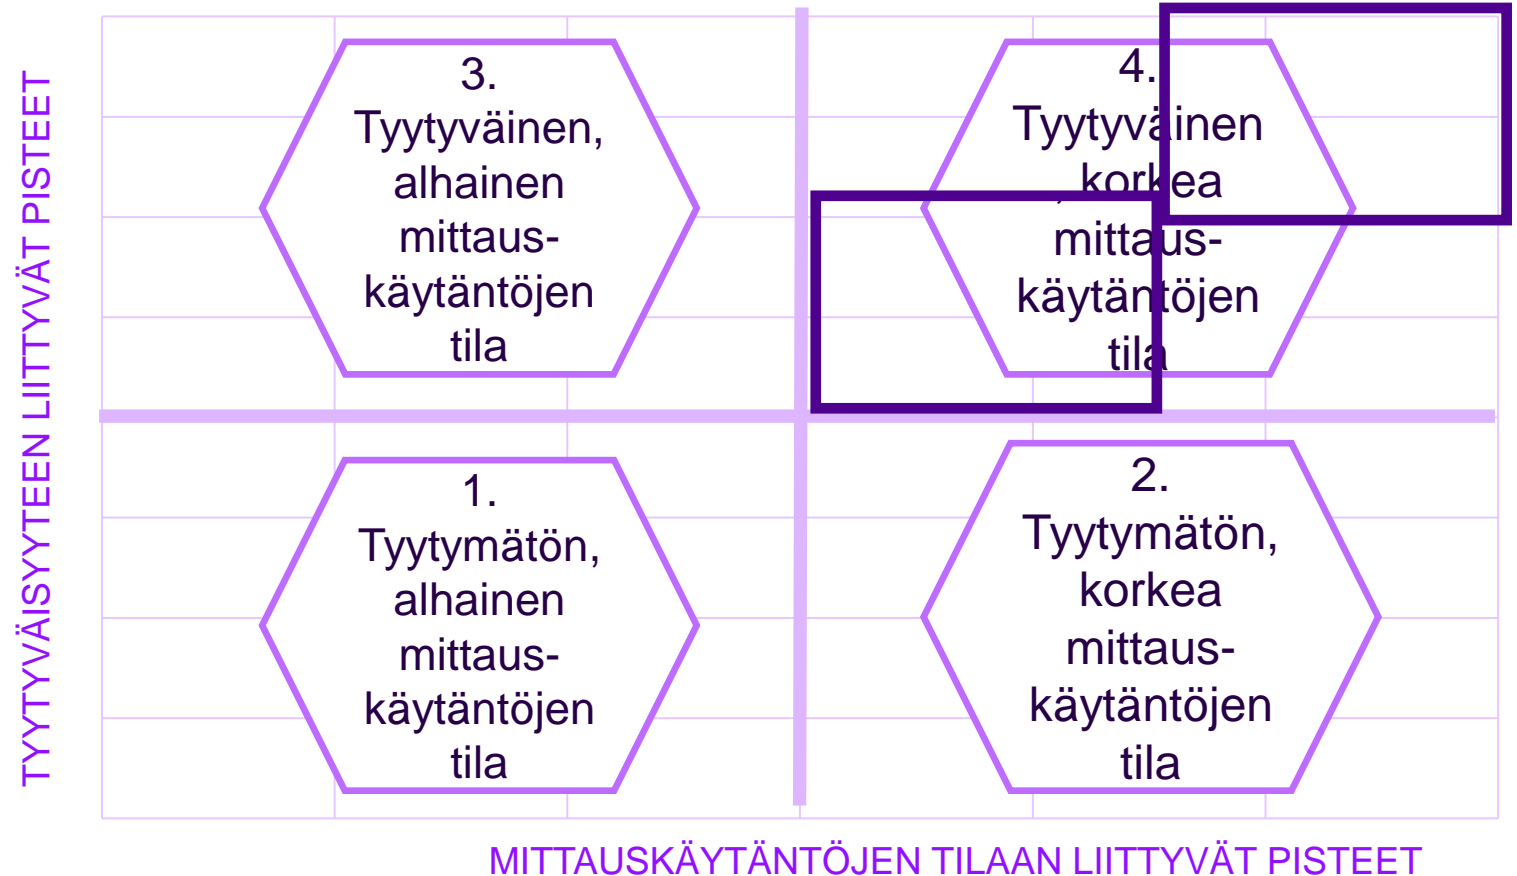 TYYTYVÄISYYTEEN LIITTYVÄT PISTEET
3.
Tyytyväinen,
alhainen
mittaus-
käytäntöjen
tila
4.
Tyytyväinen
, korkea
mittaus-
käytäntöjen
tila
1.
Tyytymätön,
alhainen
mittaus-
käytäntöjen
tila
2.
Tyytymätön,
korkea
mittaus-
käytäntöjen
tila
MITTAUSKÄYTÄNTÖJEN TILAAN LIITTYVÄT PISTEET